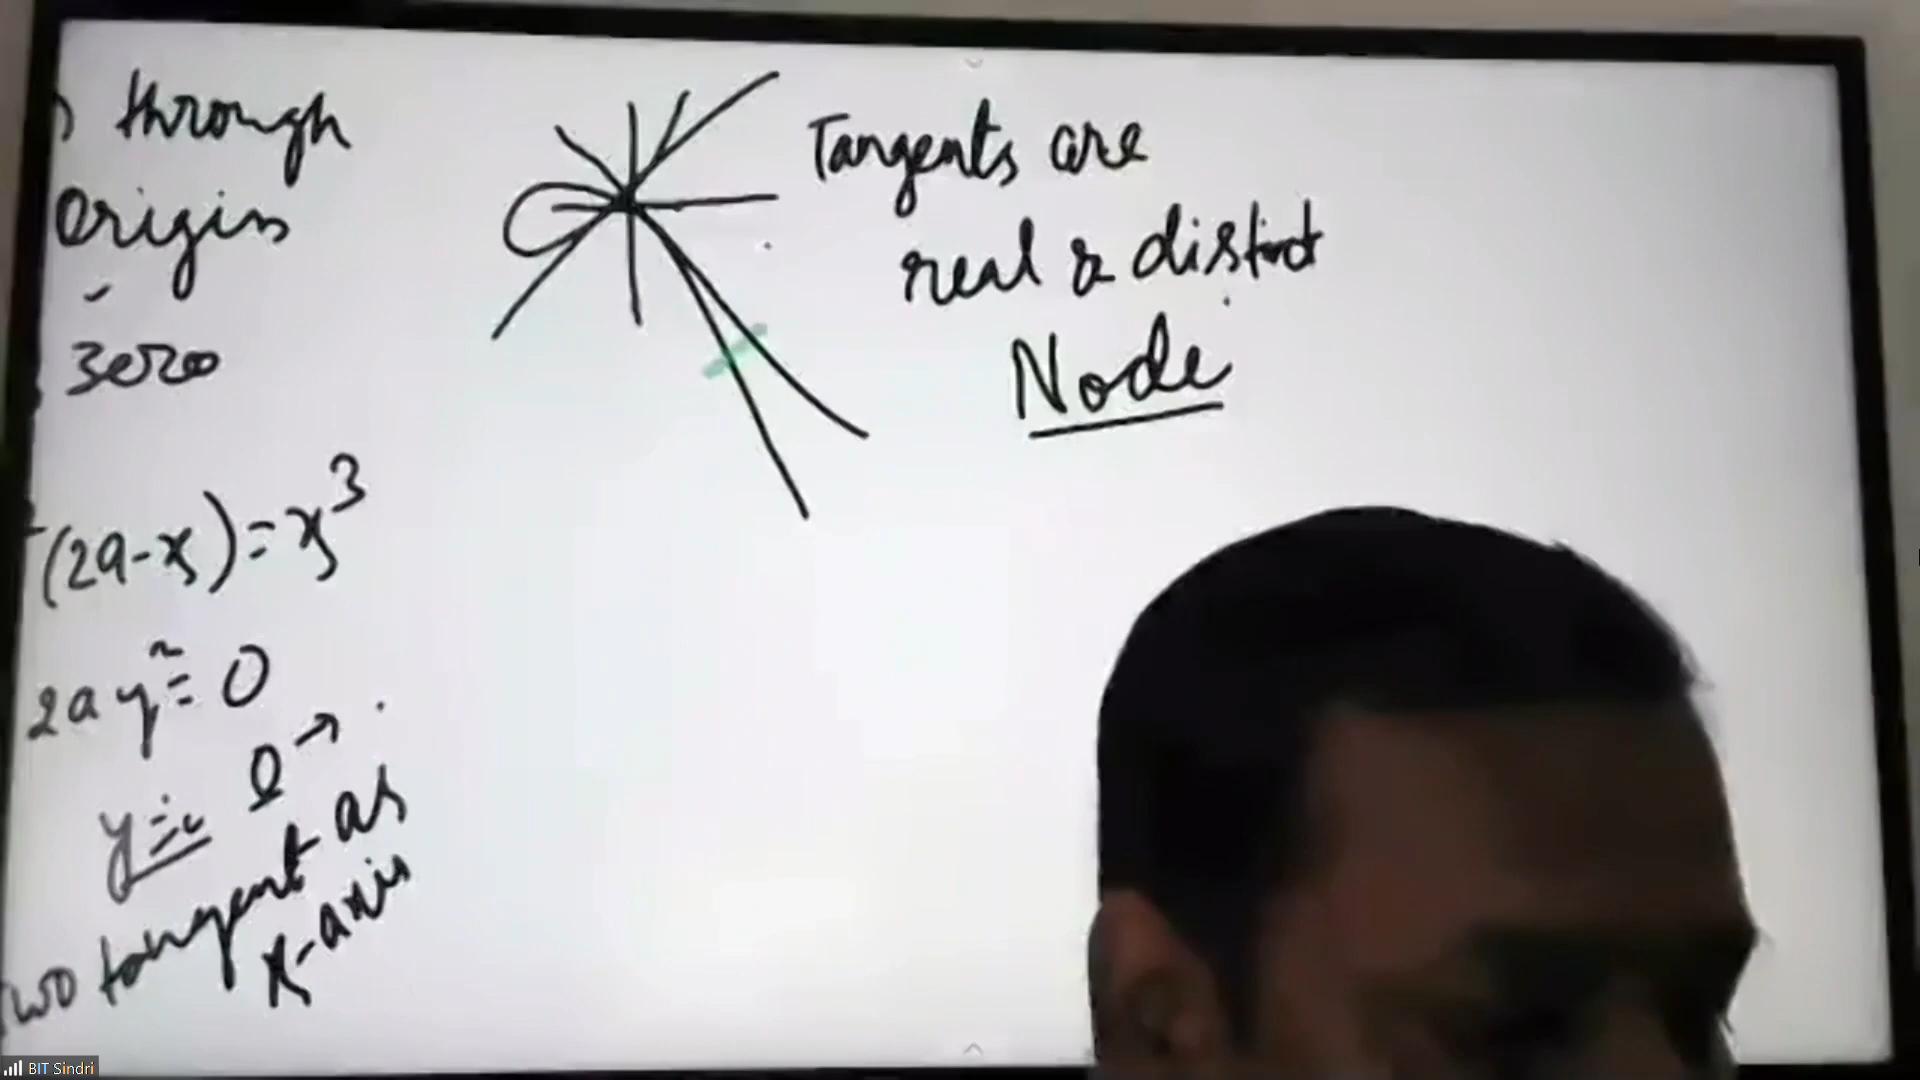 through
Origin
zero
(2a-x)=x³
2ay²=0
y=0 0→
two tangent as
x-axis
Tangents are
real & distinct
Node
BIT Sindri